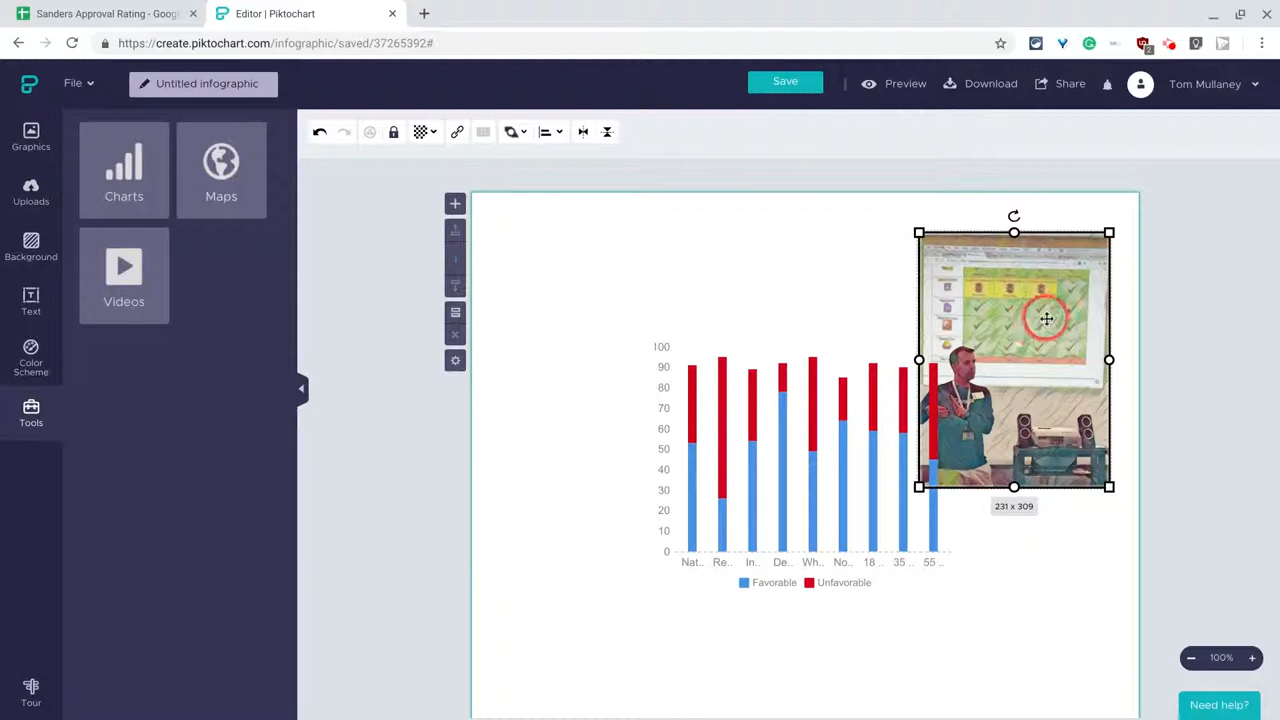 Sanders Approval Rating - Goog
Editor | Piktochart
https://create.piktochart.com/infographic/saved/37265392#
2
File
Untitled infographic
Save
Preview
Download
Share
Tom Mullaney
Graphics
Uploads
Background
Text
Color
Scheme
Tools
Tour
Charts
Maps
Videos
100
90
80
70
60
50
40
30
20
10
0
Nat.. Re.. In.. De.. Wh.. No.. 18 .. 35 .. 55 ..
Favorable Unfavorable
231 x 309
100%
Need help?